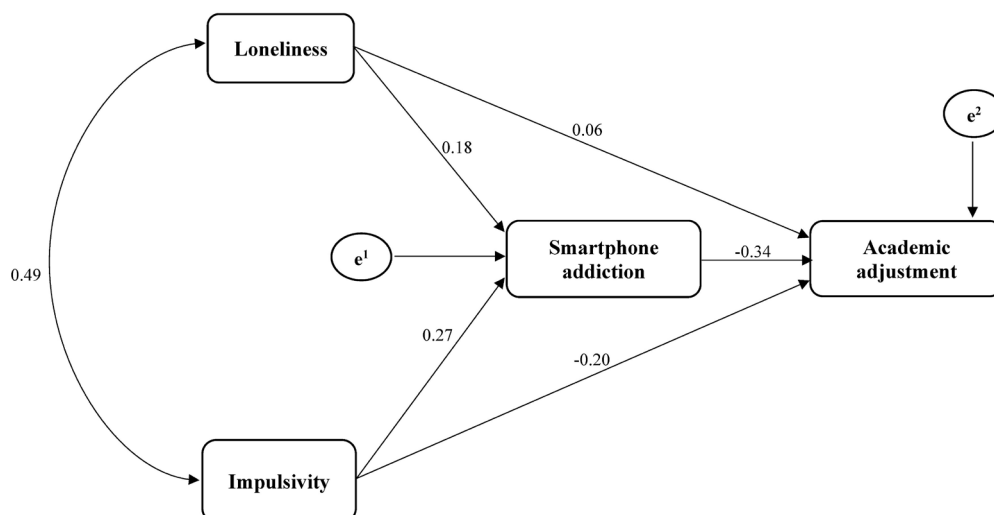 Loneliness
e²
0.06
0.18
Smartphone
addiction
Academic
adjustment
e¹
-0.34
0.49
0.27
-0.20
Impulsivity